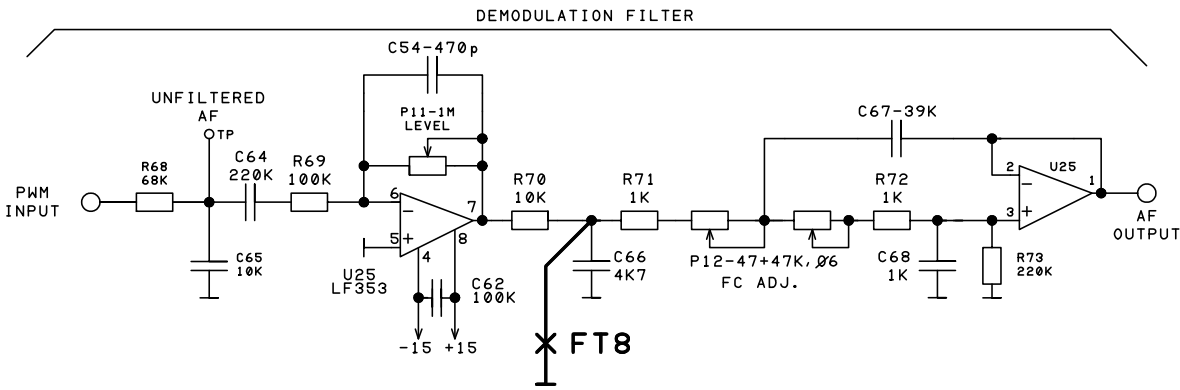 DEMODULATION FILTER
C54-470p
UNFILTERED
AF
TP
P11-1M
LEVEL
C67-39K
R68
68K
C64
220K
R69
100K
PWM
INPUT
6
-
5
+
7
8
4
U25
LF353
C65
10K
C62
100K
-15
+15
R70
10K
R71
1K
C66
4K7
P12-47+47K,Ø6
FC ADJ.
R72
1K
C68
1K
R73
220K
2
-
3
+
U25
1
AF
OUTPUT
FT8